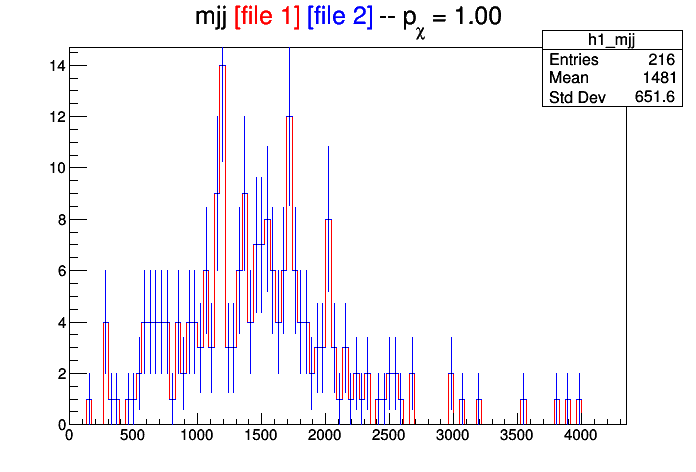 mjj [file 1] [file 2] -- pχ = 1.00
h1_mjj
Entries 216
Mean 1481
Std Dev 651.6
14
12
10
8
6
4
2
0
0 500 1000 1500 2000 2500 3000 3500 4000